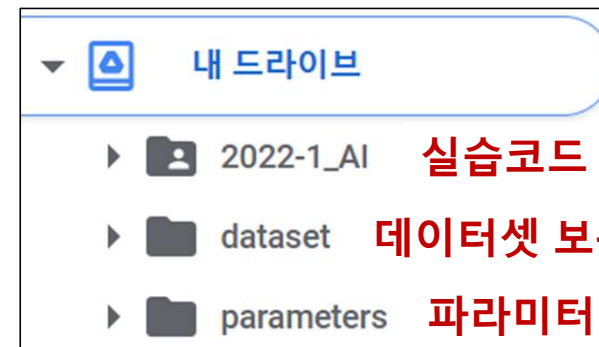 내 드라이브
2022-1_AI 실습코드
dataset 데이터셋
parameters 파라미터